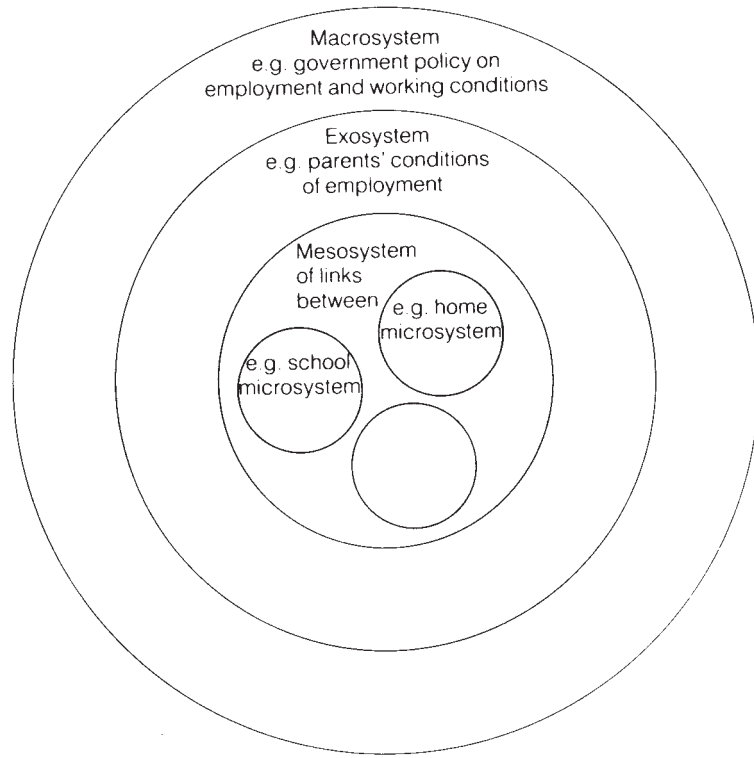 Macrosystem
e.g. government policy on
employment and working conditions
Exosystem
e.g. parents' conditions
of employment
Mesosystem
of links
between
e.g. home
microsystem
e.g. school
microsystem